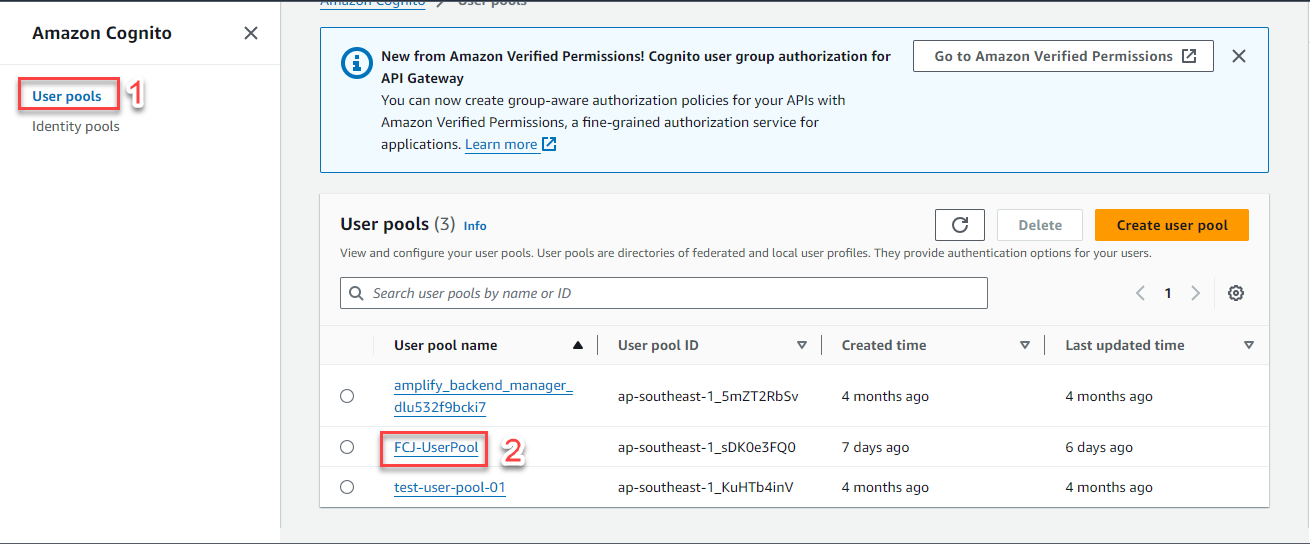 Amazon Cognito
User pools
Amazon Cognito
User pools
1
Identity pools
New from Amazon Verified Permissions! Cognito user group authorization for
API Gateway
You can now create group-aware authorization policies for your APIs with
Amazon Verified Permissions, a fine-grained authorization service for
applications. Learn more
Go to Amazon Verified Permissions
User pools (3) Info
Delete
Create user pool
View and configure your user pools. User pools are directories of federated and local user profiles. They provide authentication options for your users.
Search user pools by name or ID
1
User pool name User pool ID Created time Last updated time
amplify_backend_manager_
dlu532f9bcki7
ap-southeast-1_5mZT2RbSv 4 months ago 4 months ago
FCJ-UserPool 2 ap-southeast-1_sDK0e3FQ0 7 days ago 6 days ago
test-user-pool-01 ap-southeast-1_KuHTb4inV 4 months ago 4 months ago